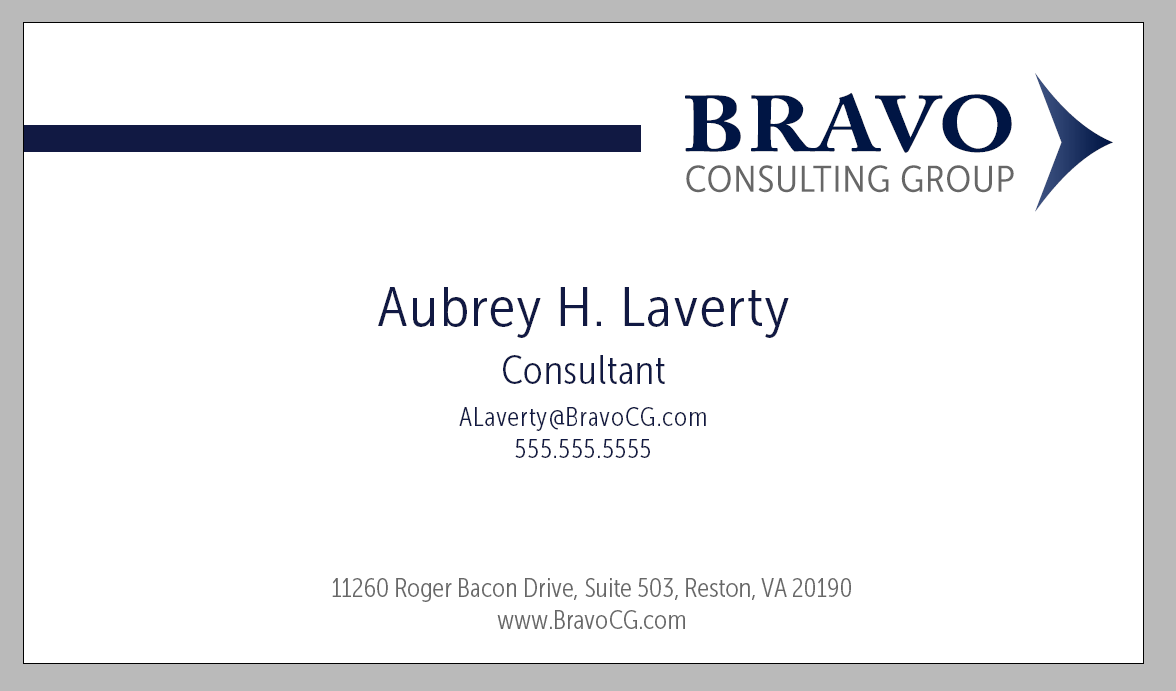 BRAVO
CONSULTING GROUP
Aubrey H. Laverty
Consultant
ALaverty@BravoCG.com
555.555.5555
11260 Roger Bacon Drive, Suite 503, Reston, VA 20190
www.BravoCG.com